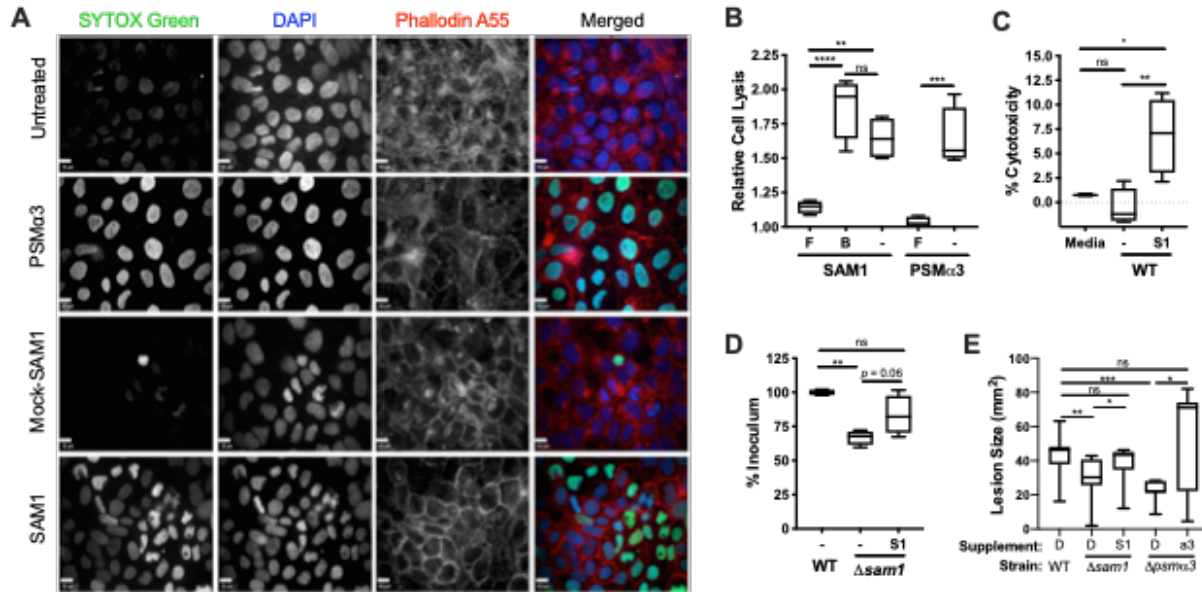 A
SYTOX Green DAPI Phallodin A55 Merged
Untreated
PSMα3
Mock-SAM1
SAM1
B
Relative Cell Lysis
2.25
2.00
1.75
1.50
1.25
1.00
** 
**** ns ***
F B - F -
SAM1 PSMα3
C
% Cytotoxicity
15.0
12.5
10.0
7.5
5.0
2.5
0.0
*
ns **
Media - S1
WT
D
% Inoculum
125
100
75
50
25
0
ns
** p = 0.06
- - S1
WT Δsam1
E
Lesion Size (mm²)
100
80
60
40
20
0
ns
*** *
ns
** *
Supplement: D D S1 D a3
Strain: WT Δsam1 Δpsmα3